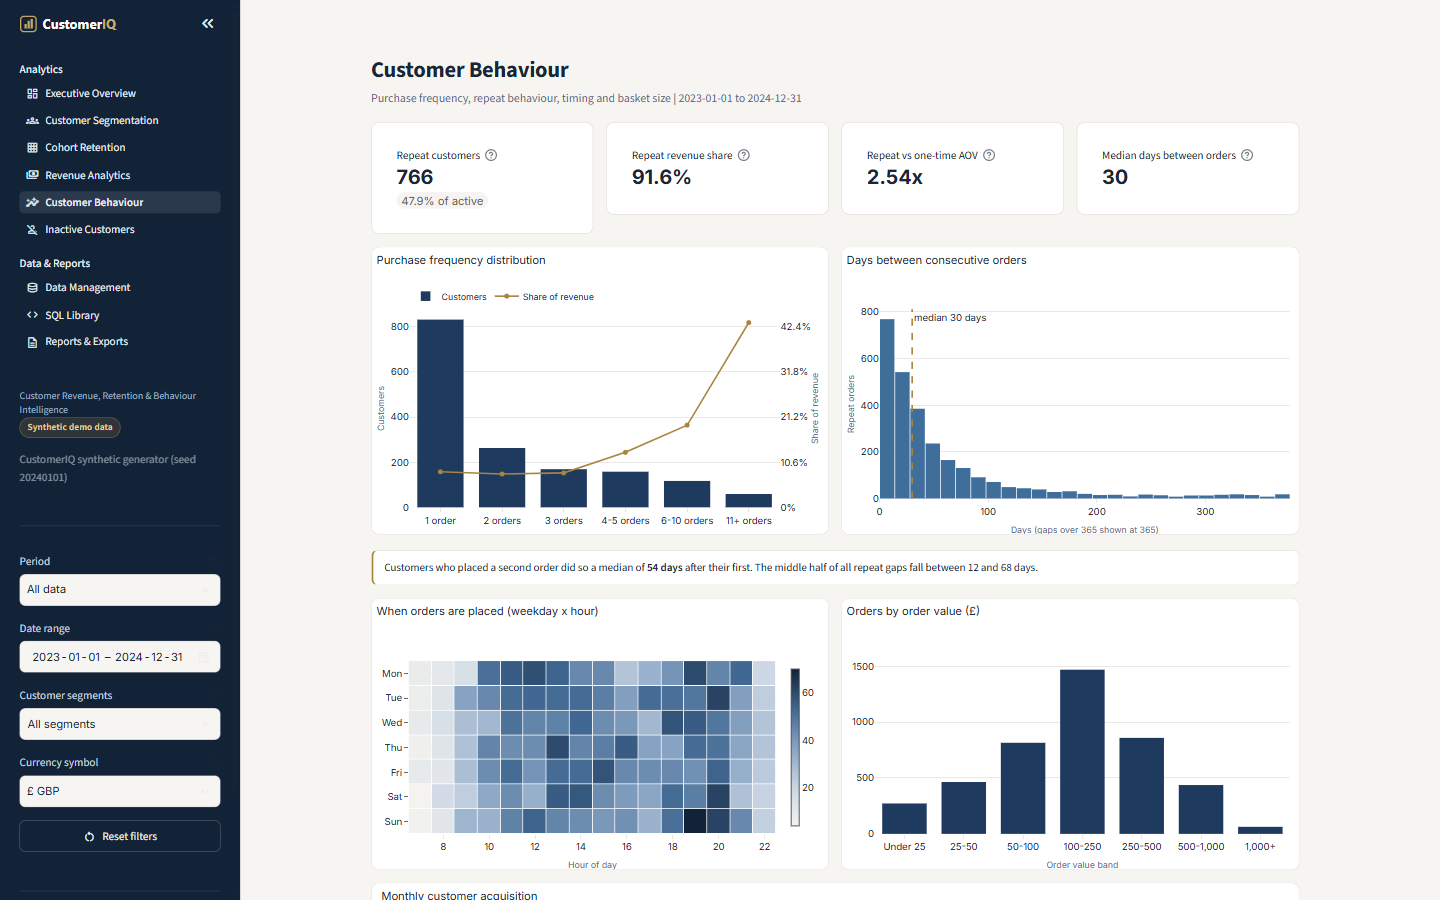 CustomerIQ
Analytics
Executive Overview
Customer Segmentation
Cohort Retention
Revenue Analytics
Customer Behaviour
Inactive Customers
Data & Reports
Data Management
SQL Library
Reports & Exports
Customer Revenue, Retention & Behaviour
Intelligence
Synthetic demo data
CustomerIQ synthetic generator (seed
20240101)
Period
All data
Date range
2023-01-01 – 2024-12-31
Customer segments
All segments
Currency symbol
£ GBP
Reset filters
Customer Behaviour
Purchase frequency, repeat behaviour, timing and basket size | 2023-01-01 to 2024-12-31
Repeat customers
766
47.9% of active
Repeat revenue share
91.6%
Repeat vs one-time AOV
2.54x
Median days between orders
30
Purchase frequency distribution
Customers
Share of revenue
800
600
400
200
0
Customers
42.4%
31.8%
21.2%
10.6%
0%
Share of revenue
1 order
2 orders
3 orders
4-5 orders
6-10 orders
11+ orders
Days between consecutive orders
median 30 days
800
600
400
200
0
Repeat orders
0
100
200
300
Days (gaps over 365 shown at 365)
Customers who placed a second order did so a median of 54 days after their first. The middle half of all repeat gaps fall between 12 and 68 days.
When orders are placed (weekday x hour)
Mon
Tue
Wed
Thu
Fri
Sat
Sun
8
10
12
14
16
18
20
22
Hour of day
60
40
20
Orders by order value (£)
1500
1000
500
0
Under 25
25-50
50-100
100-250
250-500
500-1,000
1,000+
Order value band
Monthly customer acquisition